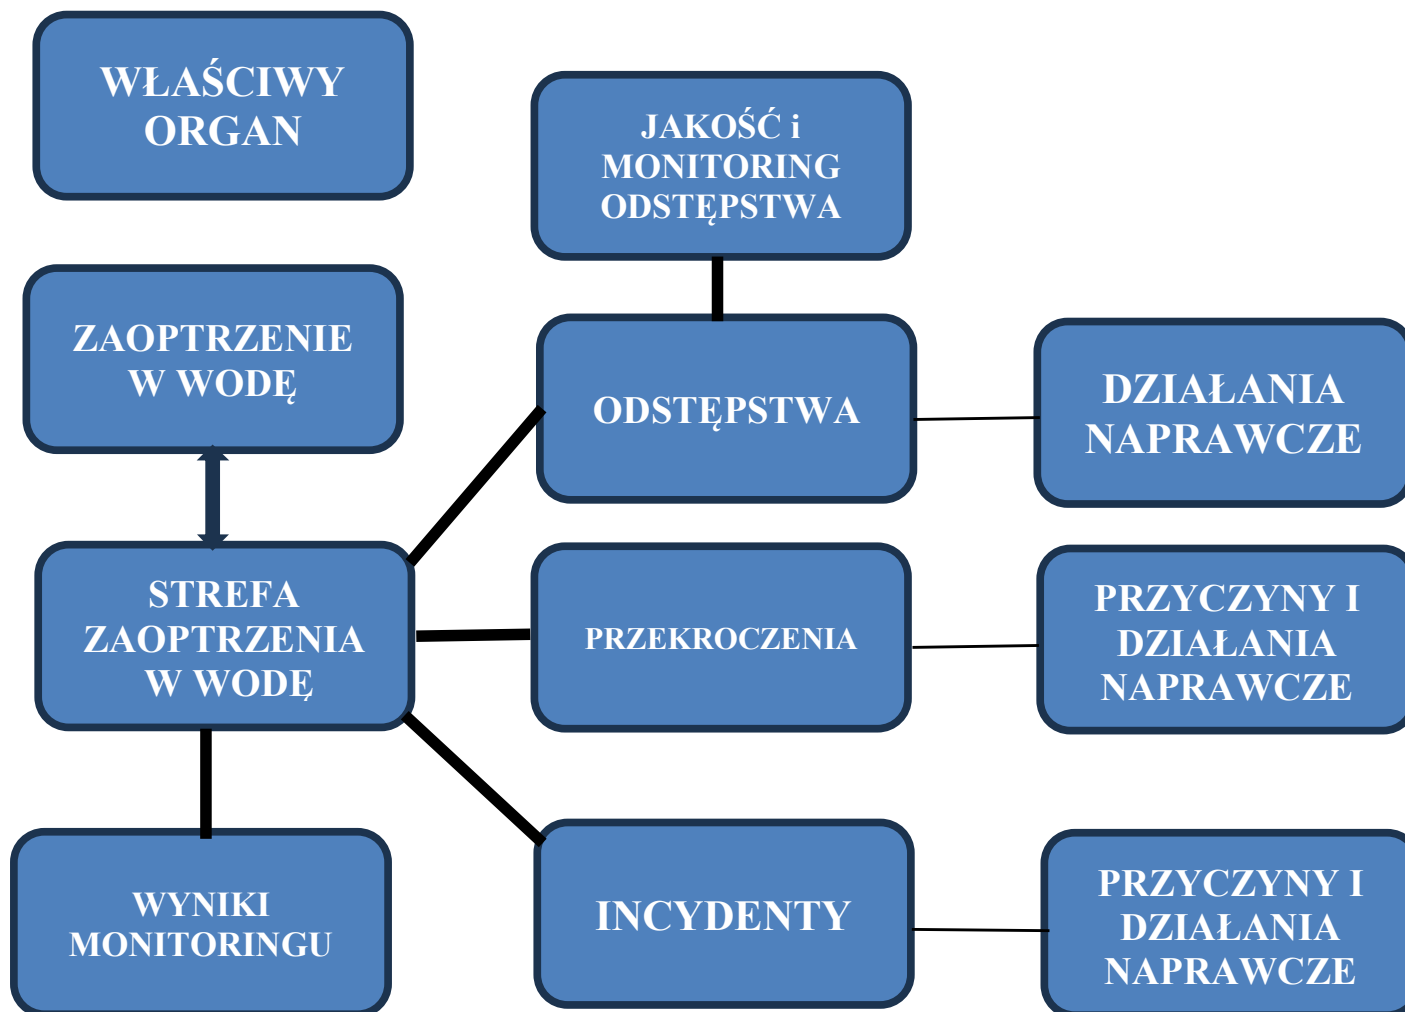 WŁAŚCIWY
ORGAN
JAKOŚĆ i
MONITORING
ODSTĘPSTWA
ZAOPTRZENIE
W WODĘ
ODSTĘPSTWA
DZIAŁANIA
NAPRAWCZE
STREFA
ZAOPTRZENIA
W WODĘ
PRZEKROCZENIA
PRZYCZYNY I
DZIAŁANIA
NAPRAWCZE
WYNIKI
MONITORINGU
INCYDENTY
PRZYCZYNY I
DZIAŁANIA
NAPRAWCZE